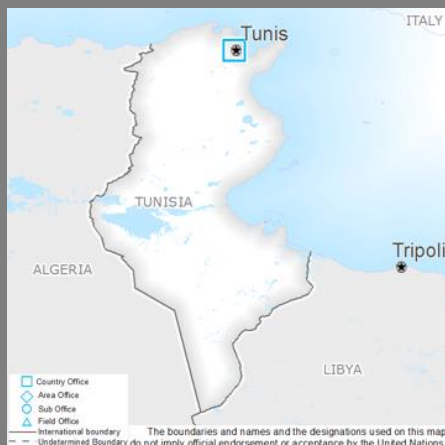 ITALY
Tunis
TUNISIA
Tripoli
ALGERIA
LIBYA
Country Office
Area Office
Sub Office
Field Office
International boundary
Undetermined Boundary
The boundaries and names and the designations used on this map
do not imply official endorsement or acceptance by the United Nations.